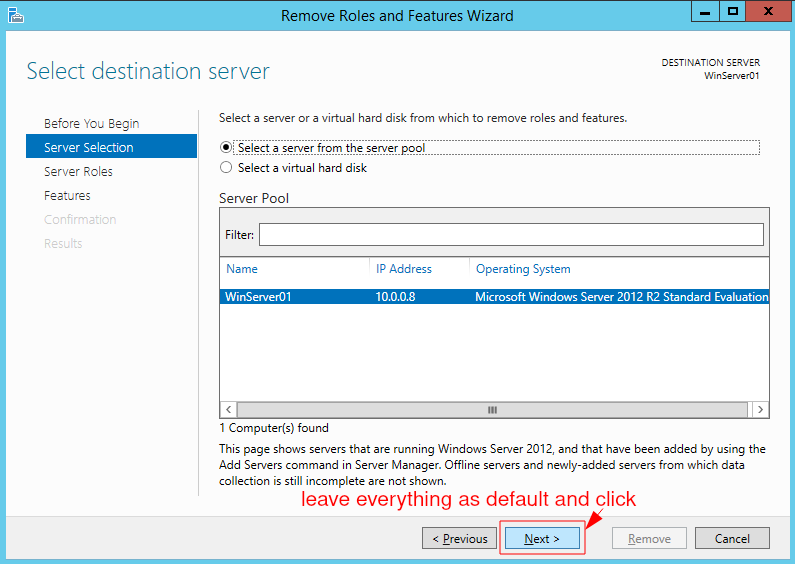 Remove Roles and Features Wizard
Select destination server
DESTINATION SERVER
WinServer01
Before You Begin
Server Selection
Server Roles
Features
Confirmation
Results
Select a server or a virtual hard disk from which to remove roles and features.
Select a server from the server pool
Select a virtual hard disk
Server Pool
Filter:
Name IP Address Operating System
WinServer01 10.0.0.8 Microsoft Windows Server 2012 R2 Standard Evaluation
1 Computer(s) found
This page shows servers that are running Windows Server 2012, and that have been added by using the
Add Servers command in Server Manager. Offline servers and newly-added servers from which data
collection is still incomplete are not shown.
leave everything as default and click
< Previous Next > Remove Cancel